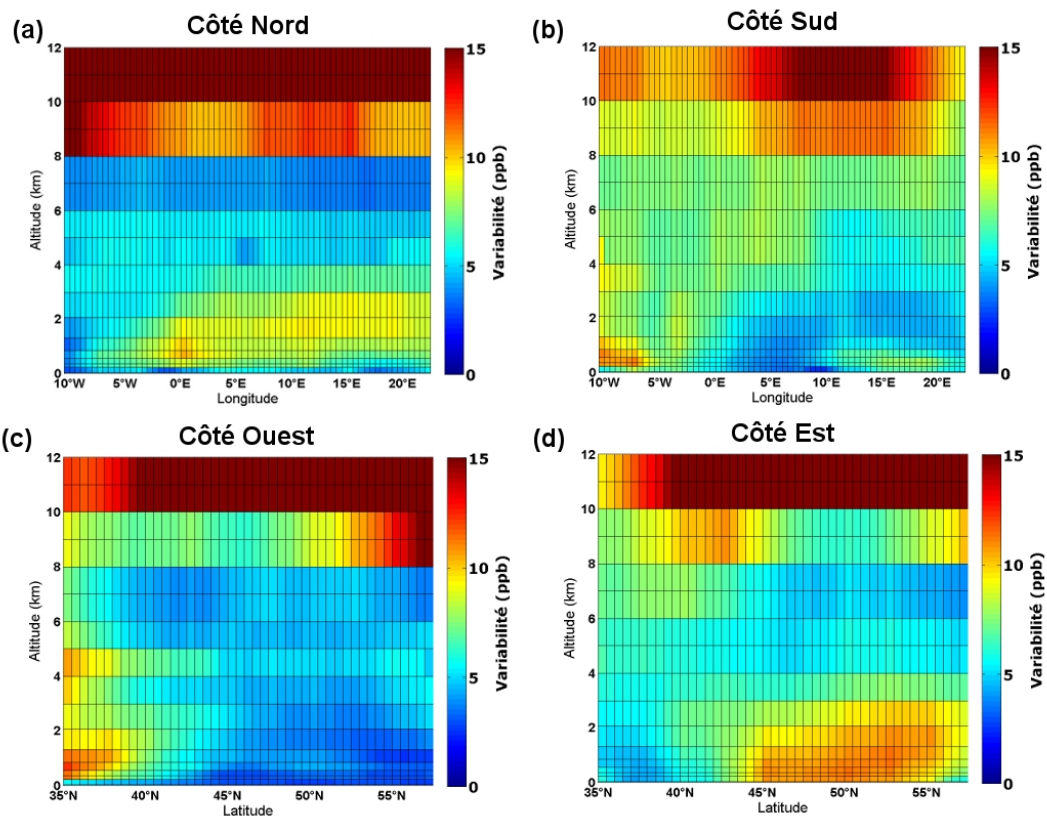 (a)
Côté Nord
12
10
8
6
4
2
0
Altitude (km)
10°W 5°W 0°E 5°E 10°E 15°E 20°E
Longitude
15
10
5
0
Variabilité (ppb)
(b)
Côté Sud
12
10
8
6
4
2
0
Altitude (km)
10°W 5°W 0°E 5°E 10°E 15°E 20°E
Longitude
15
10
5
0
Variabilité (ppb)
(c)
Côté Ouest
12
10
8
6
4
2
0
Altitude (km)
35°N 40°N 45°N 50°N 55°N
Latitude
15
10
5
0
Variabilité (ppb)
(d)
Côté Est
12
10
8
6
4
2
0
Altitude (km)
35°N 40°N 45°N 50°N 55°N
Latitude
15
10
5
0
Variabilité (ppb)